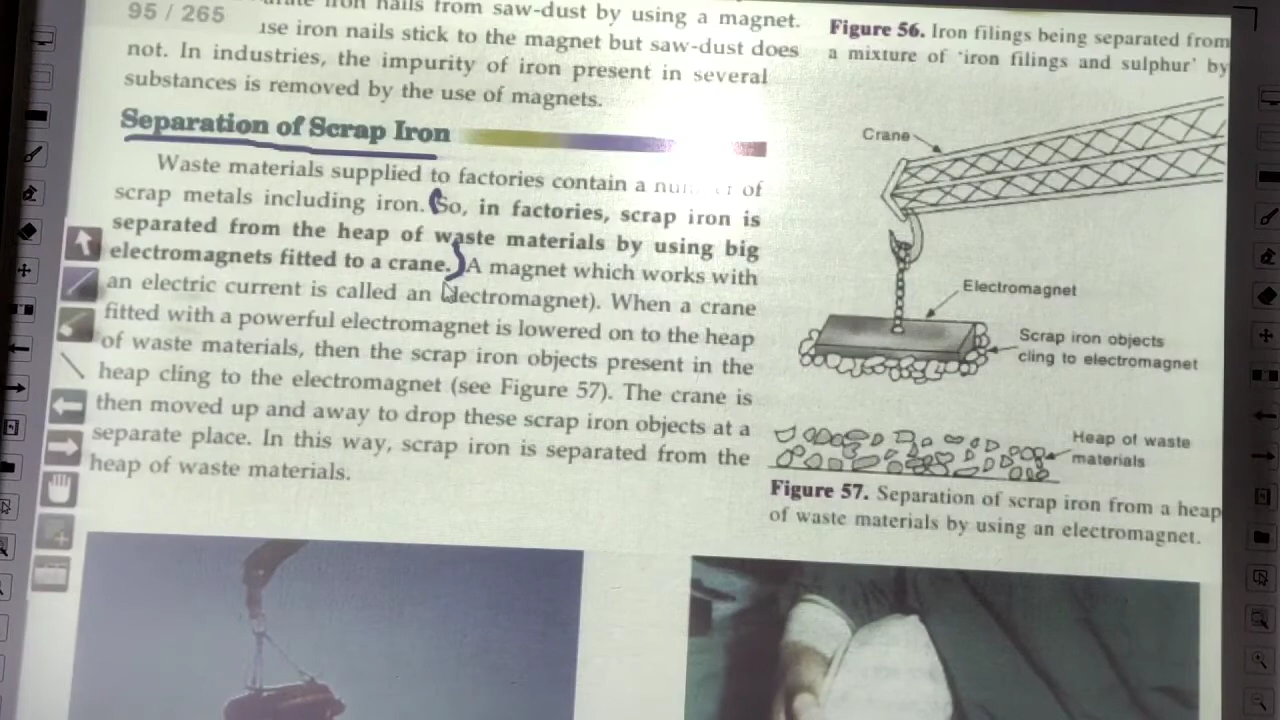 95 / 265
iron nails from saw-dust by using a magnet.
use iron nails stick to the magnet but saw-dust does
not. In industries, the impurity of iron present in several
substances is removed by the use of magnets.
Separation of Scrap Iron
Waste materials supplied to factories contain a of
scrap metals including iron. So, in factories, scrap iron is
separated from the heap of waste materials by using big
electromagnets fitted to a crane. A magnet which works with
an electric current is called an electromagnet). When a crane
fitted with a powerful electromagnet is lowered on to the heap
of waste materials, then the scrap iron objects present in the
heap cling to the electromagnet (see Figure 57). The crane is
then moved up and away to drop these scrap iron objects at a
separate place. In this way, scrap iron is separated from the
heap of waste materials.
Figure 56. Iron filings being separated from
a mixture of 'iron filings and sulphur' by
Crane
Electromagnet
Scrap iron objects
cling to electromagnet
Heap of waste
materials
Figure 57. Separation of scrap iron from a heap
of waste materials by using an electromagnet.